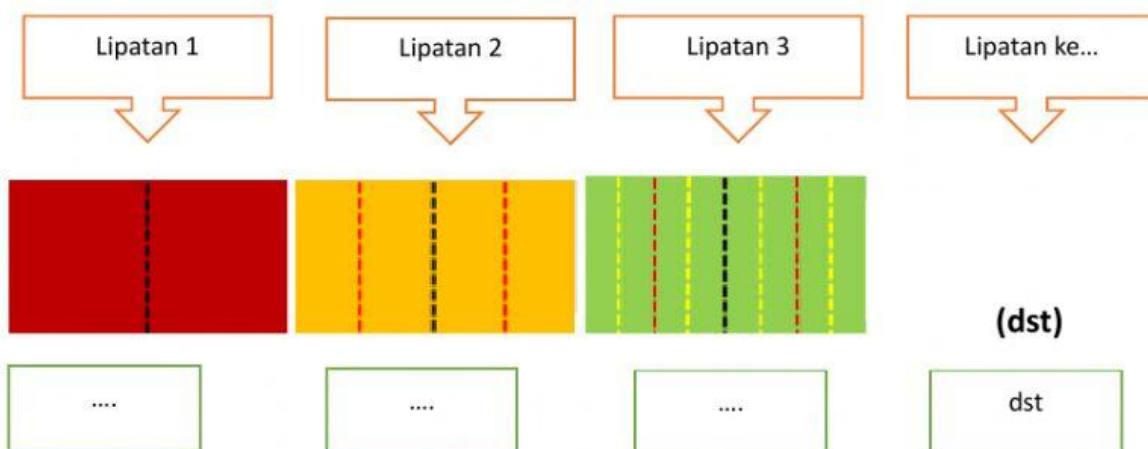 Lipatan 1
Lipatan 2
Lipatan 3
Lipatan ke...
(dst)
....
....
....
dst